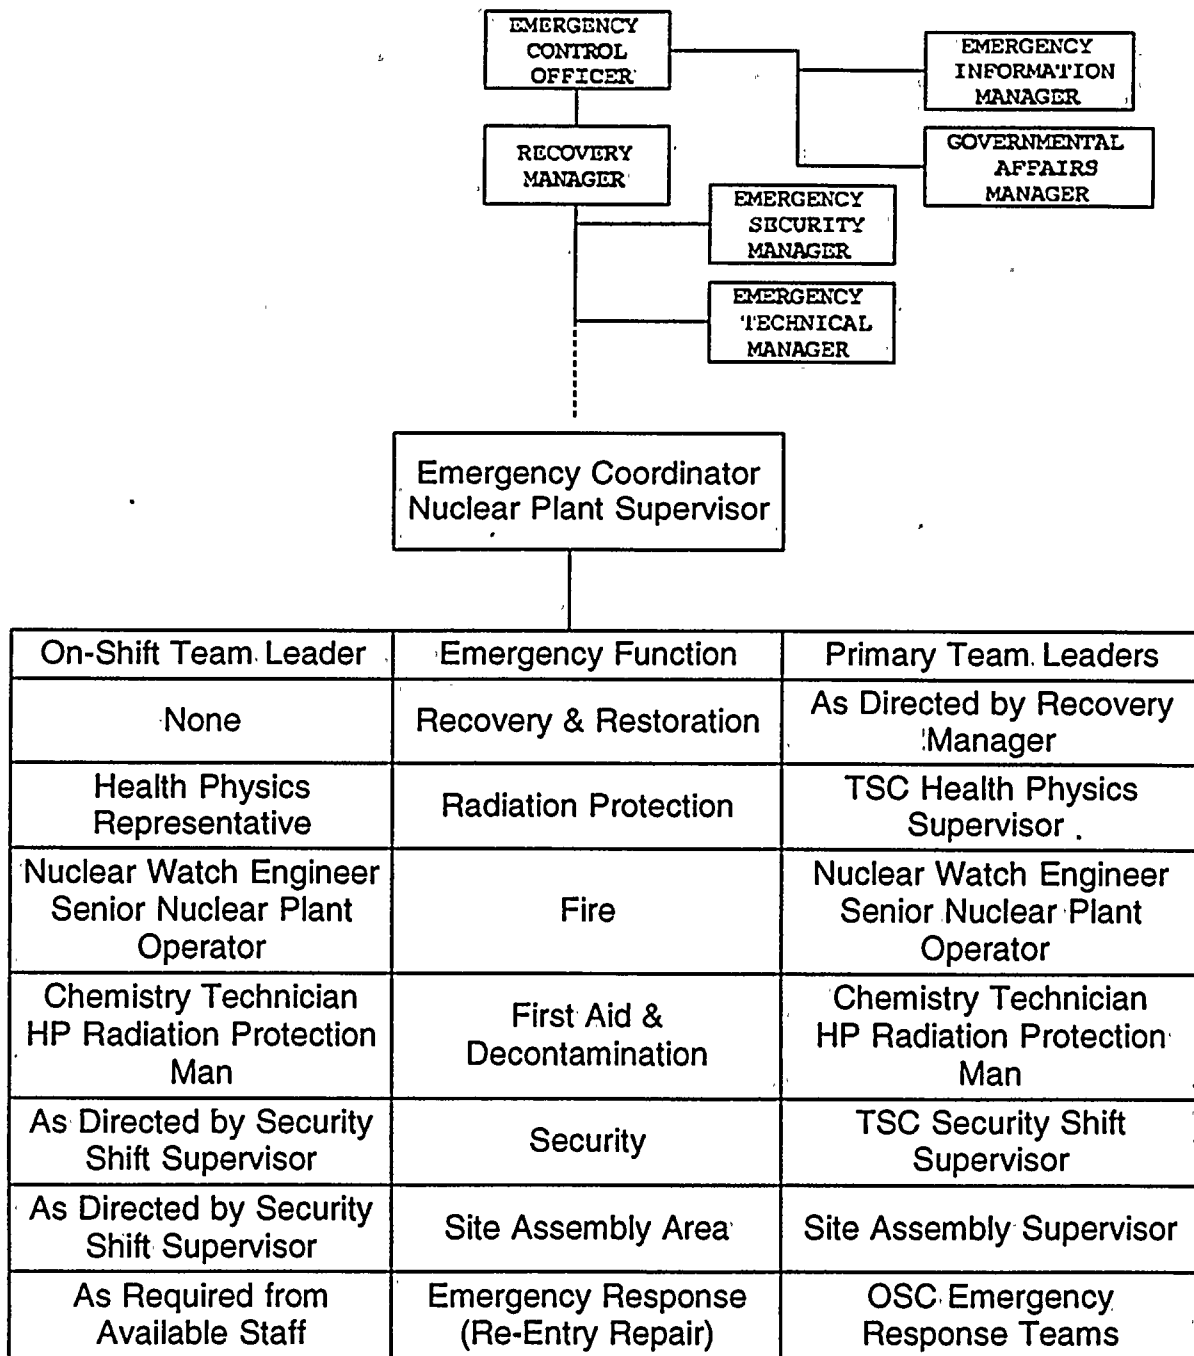 EMERGENCY
CONTROL
OFFICER
EMERGENCY
INFORMATION
MANAGER
RECOVERY
MANAGER
GOVERNMENTAL
AFFAIRS
MANAGER
EMERGENCY
SECURITY
MANAGER
EMERGENCY
TECHNICAL
MANAGER
Emergency Coordinator
Nuclear Plant Supervisor
On-Shift Team Leader
Emergency Function
Primary Team Leaders
None
Recovery & Restoration
As Directed by Recovery
Manager
Health Physics
Representative
Radiation Protection
TSC Health Physics
Supervisor
Nuclear Watch Engineer
Senior Nuclear Plant
Operator
Fire
Nuclear Watch Engineer
Senior Nuclear Plant
Operator
Chemistry Technician
HP Radiation Protection
Man
First Aid &
Decontamination
Chemistry Technician
HP Radiation Protection
Man
As Directed by Security
Shift Supervisor
Security
TSC Security Shift
Supervisor
As Directed by Security
Shift Supervisor
Site Assembly Area
Site Assembly Supervisor
As Required from
Available Staff
Emergency Response
(Re-Entry Repair)
OSC Emergency
Response Teams